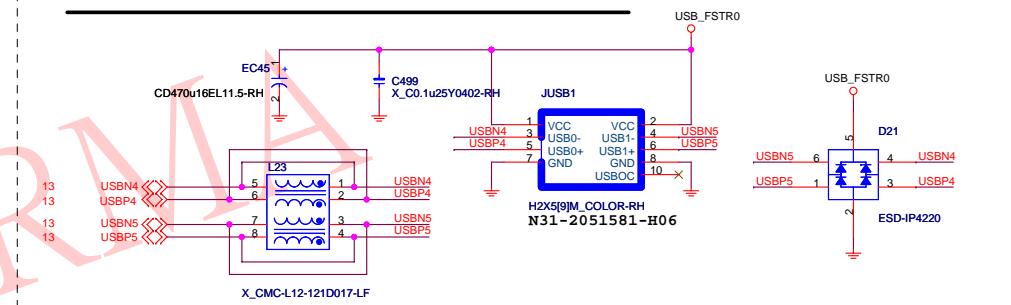 USB_FSTR0
EC45
1
+
2
CD470u16EL11.5-RH
C499
X_C0.1u25Y0402-RH
JUSB1
1 VCC VCC 2
USBN4 3 USB0- USB1- 4 USBN5
USBP4 5 USB0+ USB1+ 6 USBP5
7 GND GND 8
USBOC 10
H2X5[9]M_COLOR-RH
N31-2051581-H06
USB_FSTR0
5
D21
USBN5 6 4 USBN4
USBP5 1 3 USBP4
2
ESD-IP4220
L23
13 USBN4 5 1 USBN4
13 USBP4 6 2 USBP4
13 USBN5 7 3 USBN5
13 USBP5 8 4 USBP5
X_CMC-L12-121D017-LF
RMA